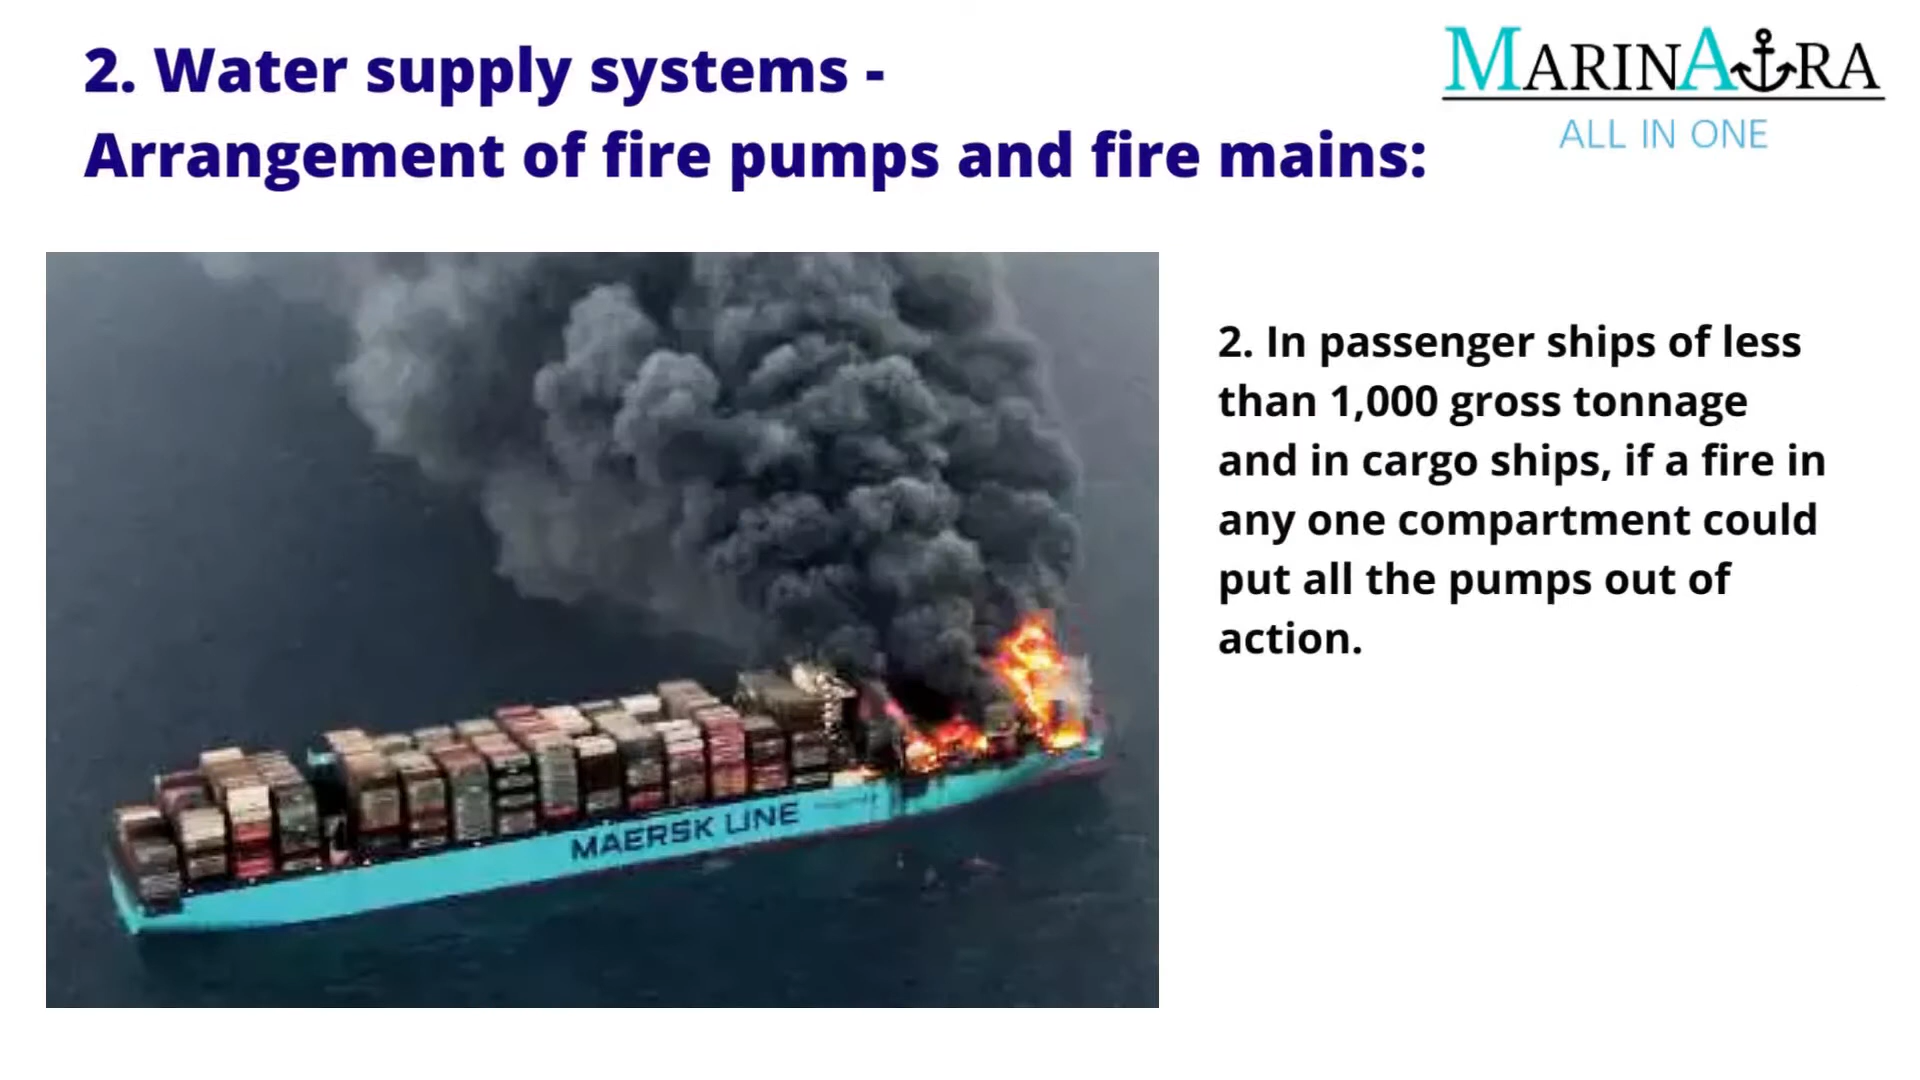 2. Water supply systems -
Arrangement of fire pumps and fire mains:
MARINAURA
ALL IN ONE
2. In passenger ships of less
than 1,000 gross tonnage
and in cargo ships, if a fire in
any one compartment could
put all the pumps out of
action.
MAERSK LINE